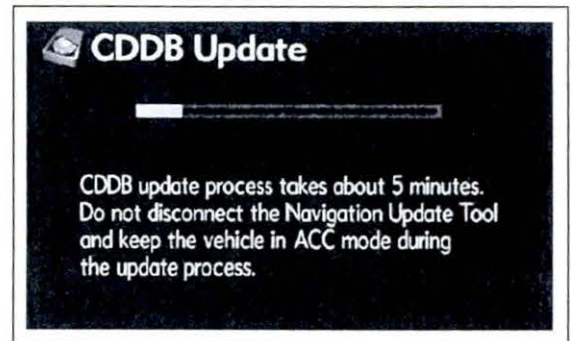 CDDB Update
CDDB update process takes about 5 minutes.
Do not disconnect the Navigation Update Tool
and keep the vehicle in ACC mode during
the update process.